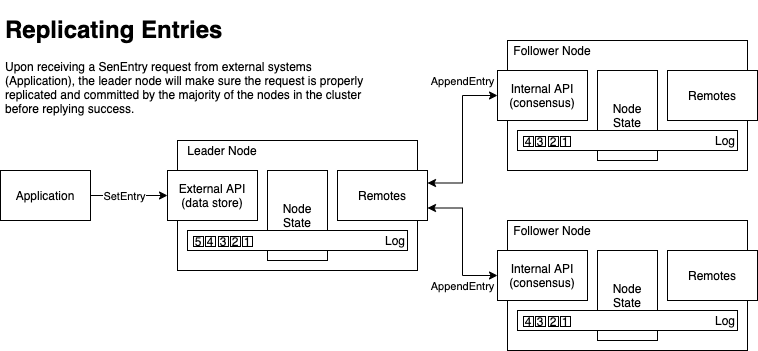 Replicating Entries
Upon receiving a SenEntry request from external systems
(Application), the leader node will make sure the request is properly
replicated and committed by the majority of the nodes in the cluster
before replying success.
Application
SetEntry
Leader Node
External API
(data store)
Node
State
Remotes
5 4 3 2 1
Log
AppendEntry
Follower Node
Internal API
(consensus)
Node
State
Remotes
4 3 2 1
Log
AppendEntry
Follower Node
Internal API
(consensus)
Node
State
Remotes
4 3 2 1
Log